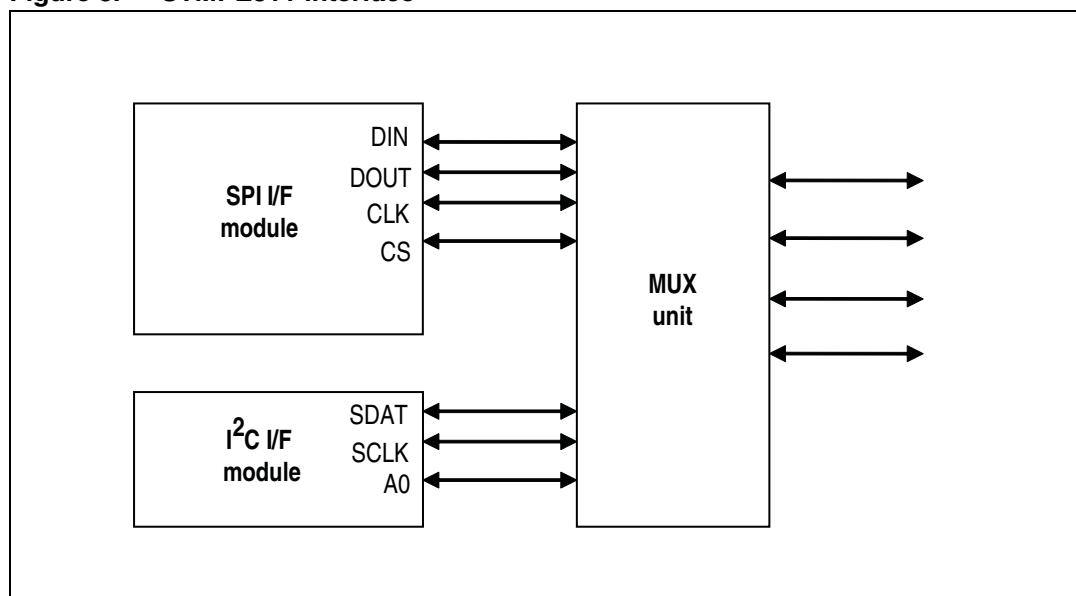 DIN
DOUT
SPI I/F
module
CLK
CS
MUX
unit
SDAT
I²C I/F
module
SCLK
A0